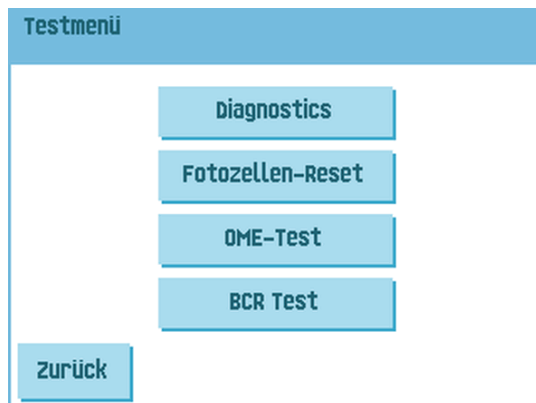 Testmenü
Diagnostics
Fotozellen-Reset
OME-Test
BCR Test
Zurück